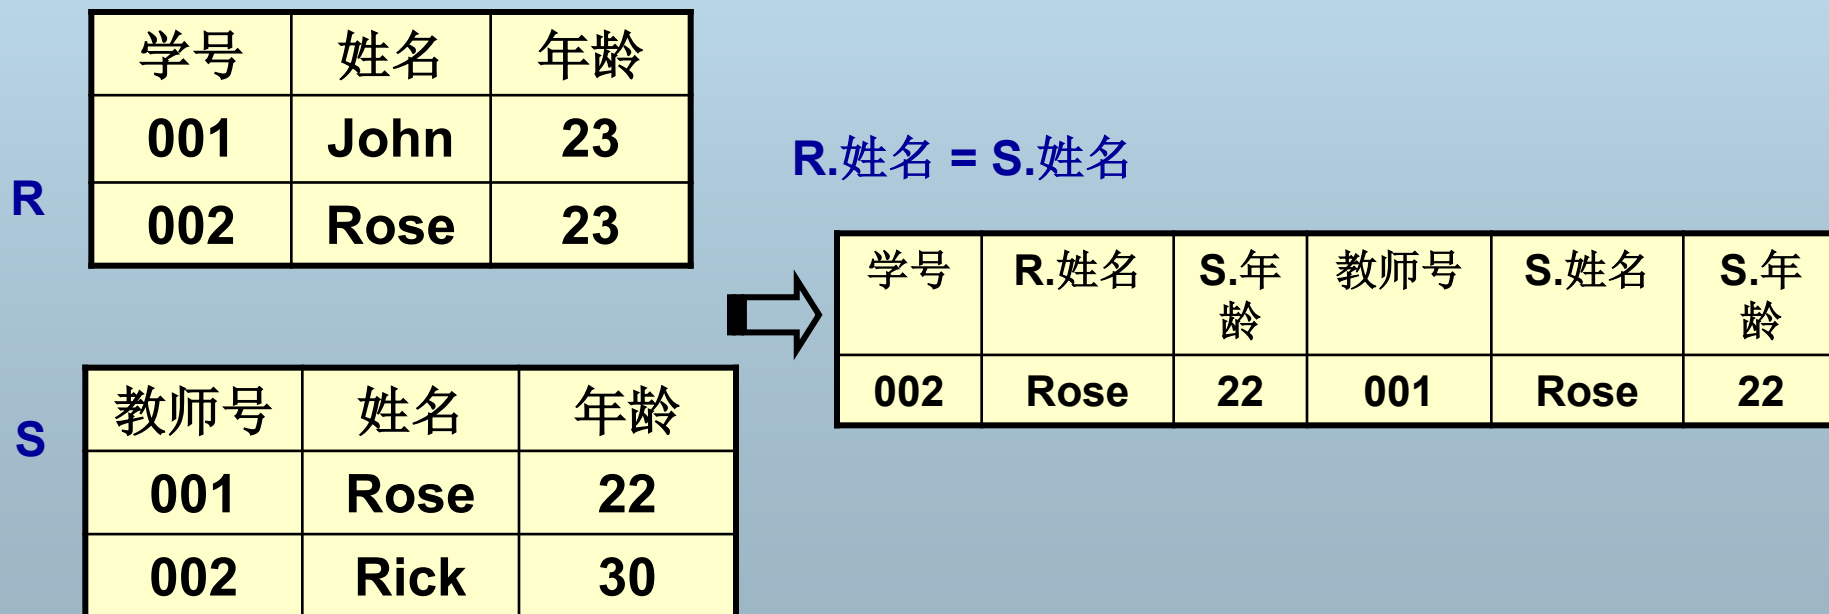 学号 姓名 年龄
001 John 23
R
002 Rose 23
R.姓名 = S.姓名
学号 R.姓名 S.年龄 教师号 S.姓名 S.年龄
002 Rose 22 001 Rose 22
教师号 姓名 年龄
S
001 Rose 22
002 Rick 30